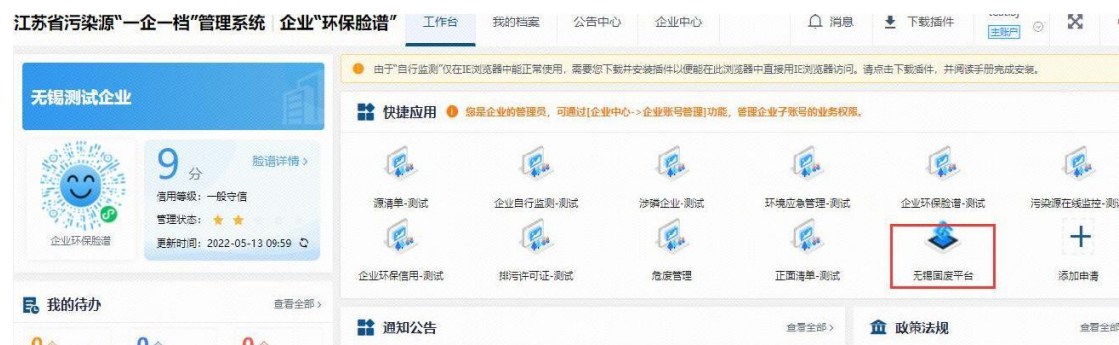 江苏省污染源“一企一档”管理系统 企业“环保脸谱” 工作台 我的档案 公告中心 企业中心 消息 下载插件 主账户
由于“自行监测”仅在IE浏览器中能正常使用，需要您下载并安装插件以便能在此浏览器中直接用IE浏览器访问。请点击下载插件，并阅读手册完成安装。
无锡测试企业
快捷应用 您是企业的管理员，可通过[企业中心->企业账号管理]功能，管理企业子账号的业务权限。
9分 脸谱详情 >
信用等级：一般守信
管理状态：
更新时间：2022-05-13 09:59
企业环保脸谱
源清单-测试 企业自行监测-测试 涉磷企业-测试 环境应急管理-测试 企业环保脸谱-测试 污染源在线监控-测试
企业环保信用-测试 排污许可证-测试 危废管理 正面清单-测试 无锡固废平台 添加申请
我的待办 查看全部 >
通知公告 查看全部 >
政策法规 查看全部
0 0 0